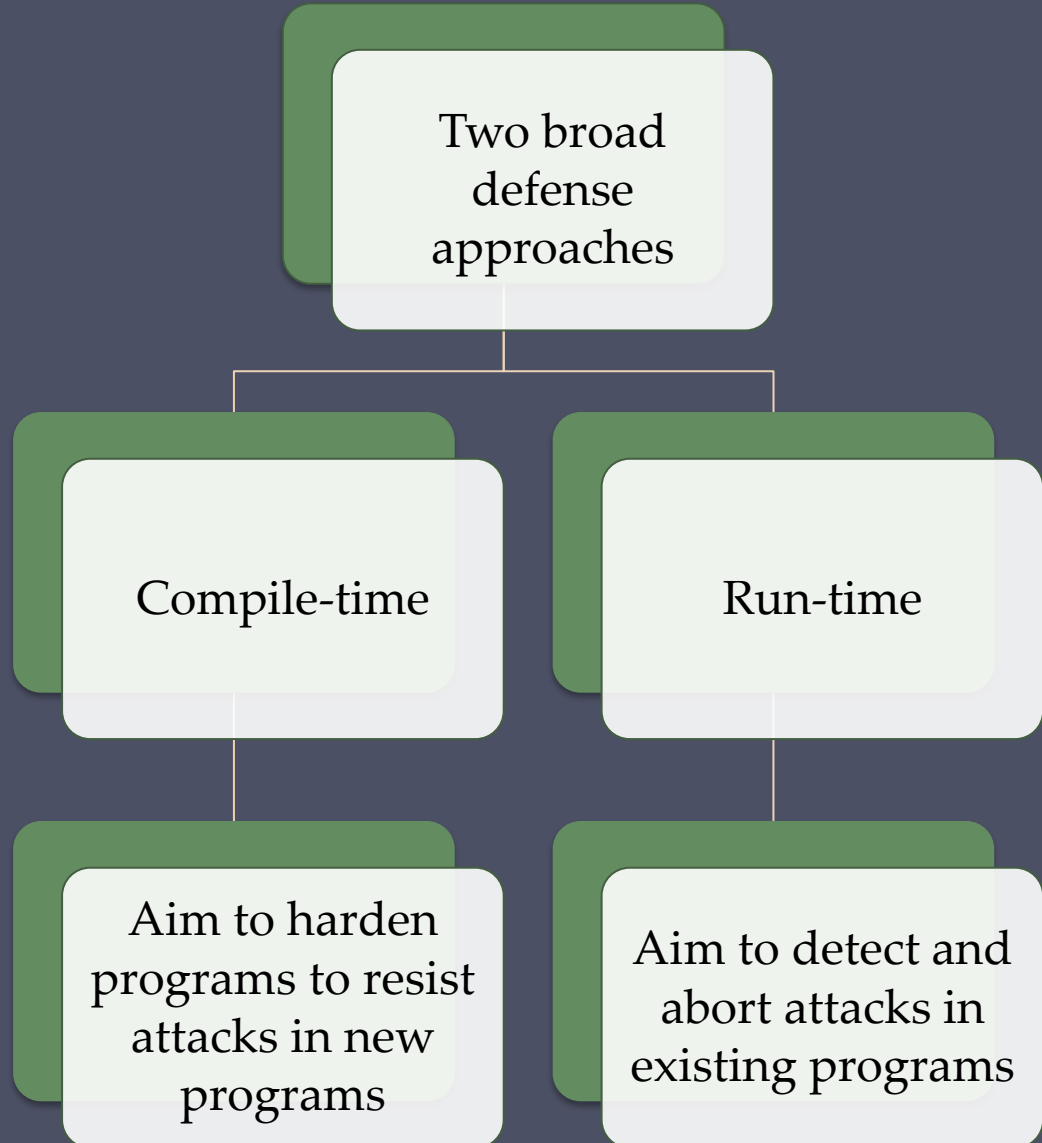 Two broad
defense
approaches
Compile-time
Run-time
Aim to harden
programs to resist
attacks in new
programs
Aim to detect and
abort attacks in
existing programs